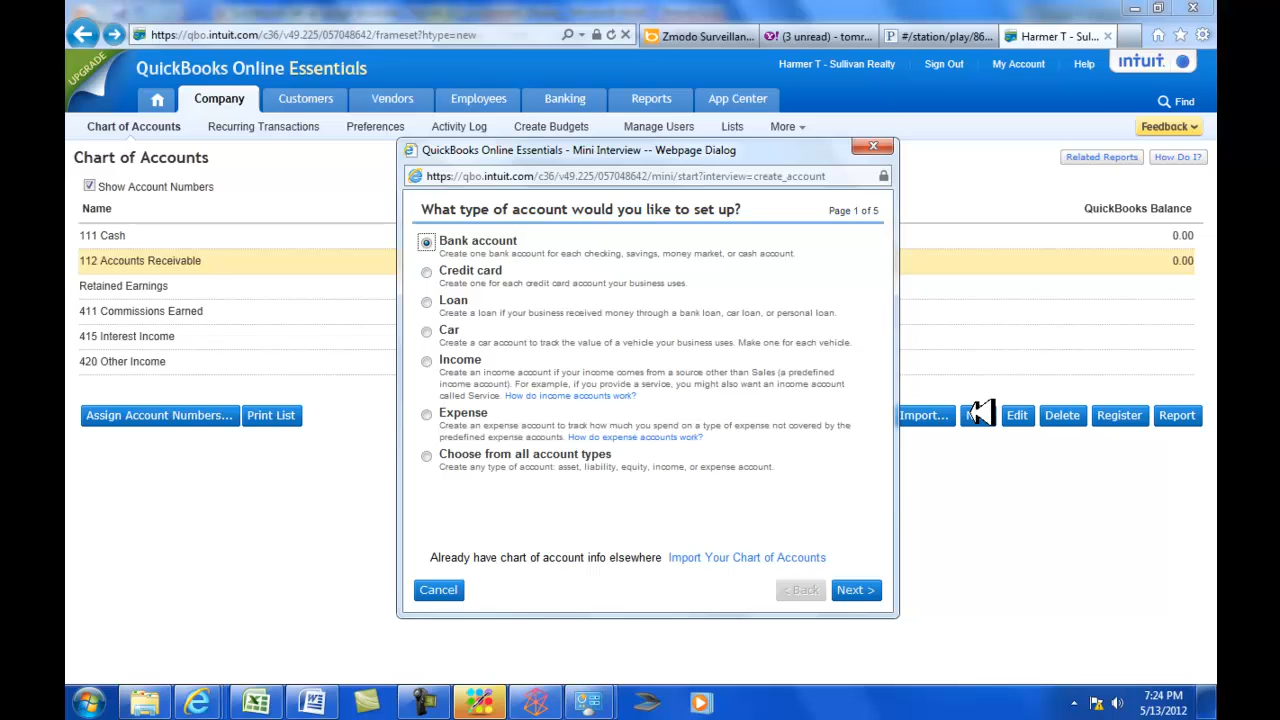 https://qbo.intuit.com/c36/v49.225/057048642/frameset?htype=new
Zmodo Surveillan...
(3 unread) - tomr...
#/station/play/86...
Harmer T - Sul...
UPGRADE
QuickBooks Online Essentials
Harmer T - Sullivan Realty
Sign Out
My Account
Help
intuit.
Company
Customers
Vendors
Employees
Banking
Reports
App Center
Find
Chart of Accounts
Recurring Transactions
Preferences
Activity Log
Create Budgets
Manage Users
Lists
More
Feedback
Chart of Accounts
Related Reports
How Do I?
Show Account Numbers
Name
QuickBooks Balance
111 Cash
0.00
112 Accounts Receivable
0.00
Retained Earnings
411 Commissions Earned
415 Interest Income
420 Other Income
Assign Account Numbers...
Print List
Import...
Edit
Delete
Register
Report
QuickBooks Online Essentials - Mini Interview -- Webpage Dialog
https://qbo.intuit.com/c36/v49.225/057048642/mini/start?interview=create_account
What type of account would you like to set up?
Page 1 of 5
Bank account
Create one bank account for each checking, savings, money market, or cash account.
Credit card
Create one for each credit card account your business uses.
Loan
Create a loan if your business received money through a bank loan, car loan, or personal loan.
Car
Create a car account to track the value of a vehicle your business uses. Make one for each vehicle.
Income
Create an income account if your income comes from a source other than Sales (a predefined
income account). For example, if you provide a service, you might also want an income account
called Service. How do income accounts work?
Expense
Create an expense account to track how much you spend on a type of expense not covered by the
predefined expense accounts. How do expense accounts work?
Choose from all account types
Create any type of account: asset, liability, equity, income, or expense account.
Already have chart of account info elsewhere Import Your Chart of Accounts
Cancel
< Back
Next >
7:24 PM
5/13/2012